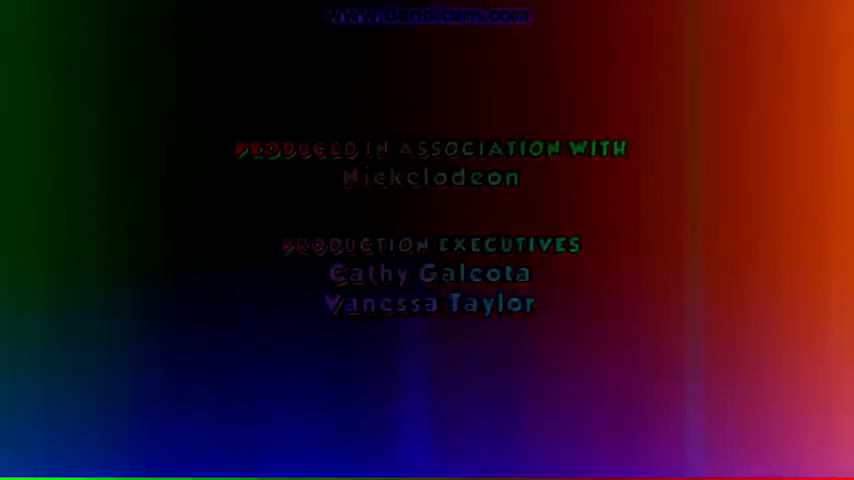 www.Bandicam.com
PRODUCED IN ASSOCIATION WITH
Nickelodeon
PRODUCTION EXECUTIVES
Cathy Galeota
Vanessa Taylor